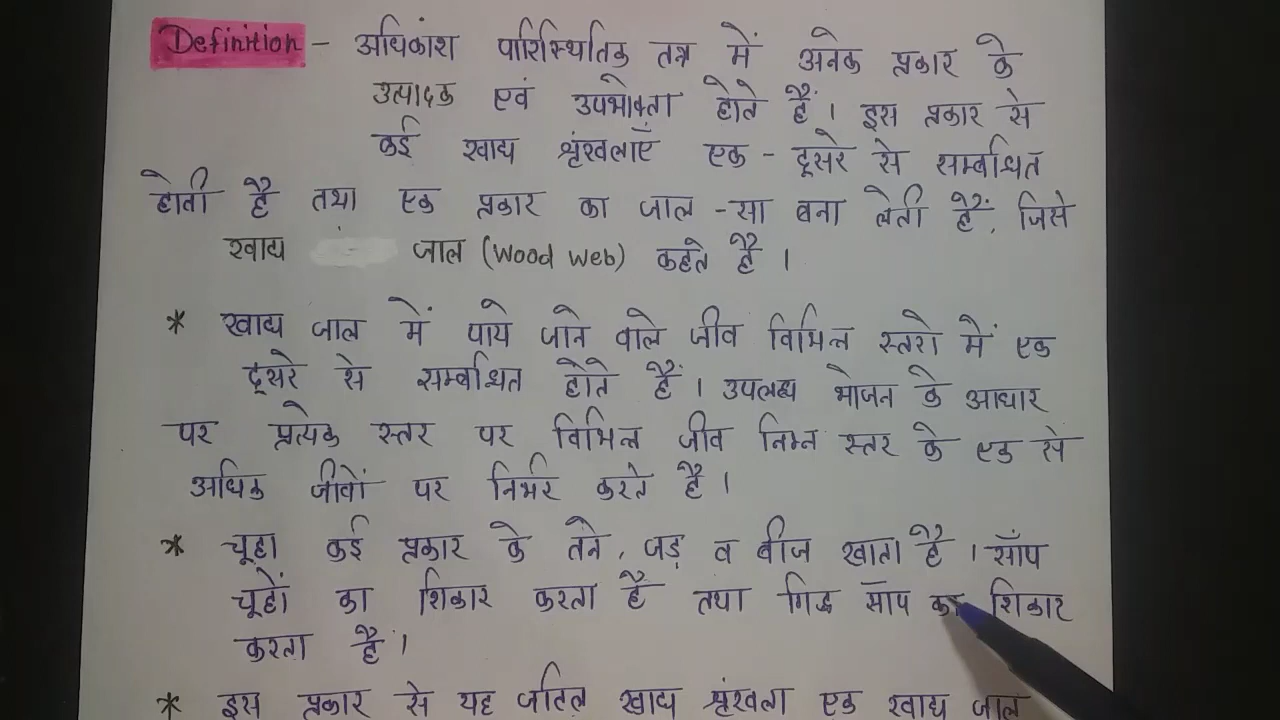 Definition - अधिकांश पारिस्थितिक तन्त्र में अनेक प्रकार के
उत्पादक एवं उपभोक्ता होते हैं। इस प्रकार से
कई खाद्य श्रृंखलाएँ एक - दूसरे से सम्बन्धित
होती है तथा एक प्रकार का जाल - सा बना लेती हैं, जिसे
खाद्य जाल (Wood Web) कहते है।
* खाद्य जाल में पाये जाने वाले जीव विभिन्न स्तरो में एक
दूसरे से सम्बन्धित होते हैं। उपलब्ध भोजन के आधार
पर प्रत्येक स्तर पर विभिन्न जीव निम्न स्तर के एक से
अधिक जीवों पर निर्भर करते है।
* चूहा कई प्रकार के तने, जड़ व बीज खाता है। साँप
चूहों का शिकार करता है तथा गिद्ध साँप का शिकार
करता है।
* इस प्रकार से यह जटिल खाद्य श्रृंखला एक खाद्य जाल